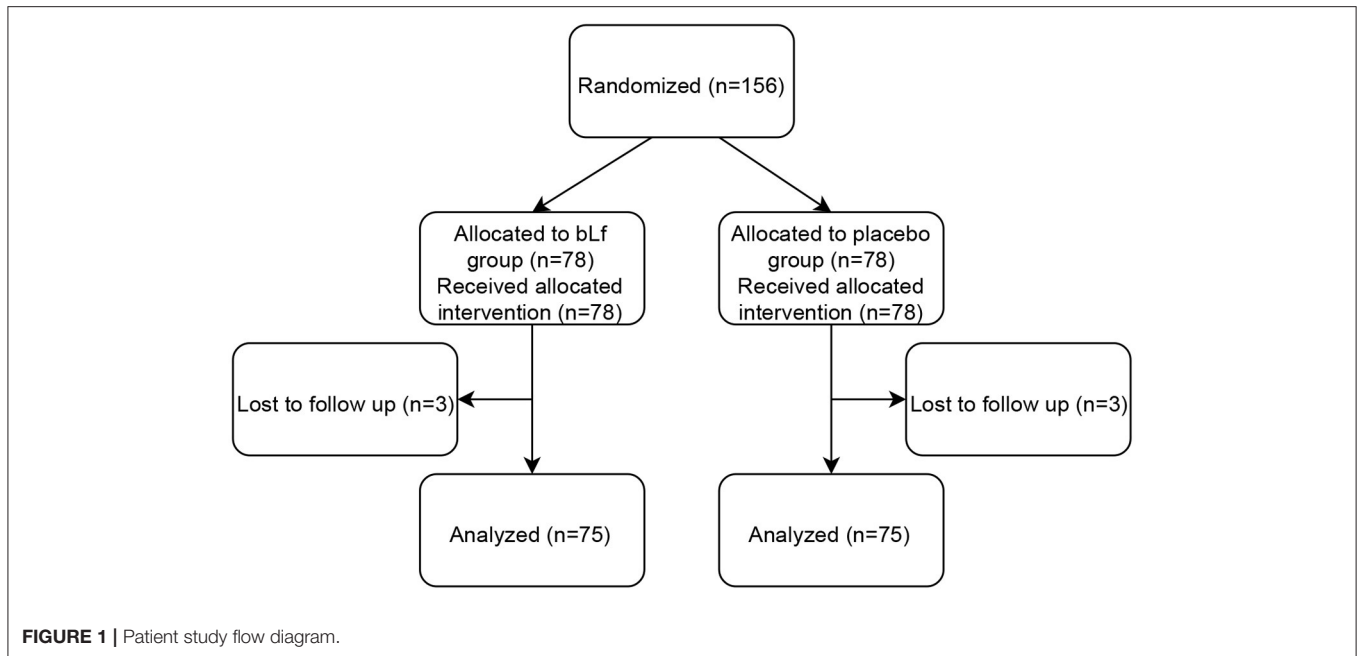 Randomized (n=156)
Allocated to bLf
group (n=78)
Received allocated
intervention (n=78)
Allocated to placebo
group (n=78)
Received allocated
intervention (n=78)
Lost to follow up (n=3)
Lost to follow up (n=3)
Analyzed (n=75)
Analyzed (n=75)
FIGURE 1 | Patient study flow diagram.